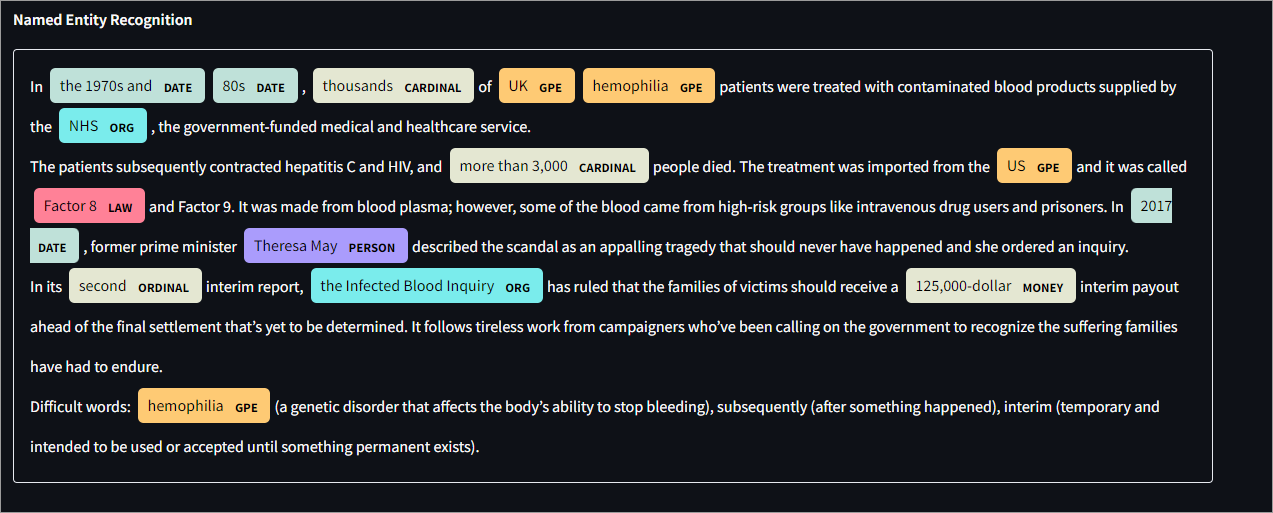 Named Entity Recognition
In the 1970s and DATE 80s DATE , thousands CARDINAL of UK GPE hemophilia GPE patients were treated with contaminated blood products supplied by
the NHS ORG , the government-funded medical and healthcare service.
The patients subsequently contracted hepatitis C and HIV, and more than 3,000 CARDINAL people died. The treatment was imported from the US GPE and it was called
Factor 8 LAW and Factor 9. It was made from blood plasma; however, some of the blood came from high-risk groups like intravenous drug users and prisoners. In 2017
DATE , former prime minister Theresa May PERSON described the scandal as an appalling tragedy that should never have happened and she ordered an inquiry.
In its second ORDINAL interim report, the Infected Blood Inquiry ORG has ruled that the families of victims should receive a 125,000-dollar MONEY interim payout
ahead of the final settlement that's yet to be determined. It follows tireless work from campaigners who've been calling on the government to recognize the suffering families
have had to endure.
Difficult words: hemophilia GPE (a genetic disorder that affects the body's ability to stop bleeding), subsequently (after something happened), interim (temporary and
intended to be used or accepted until something permanent exists).